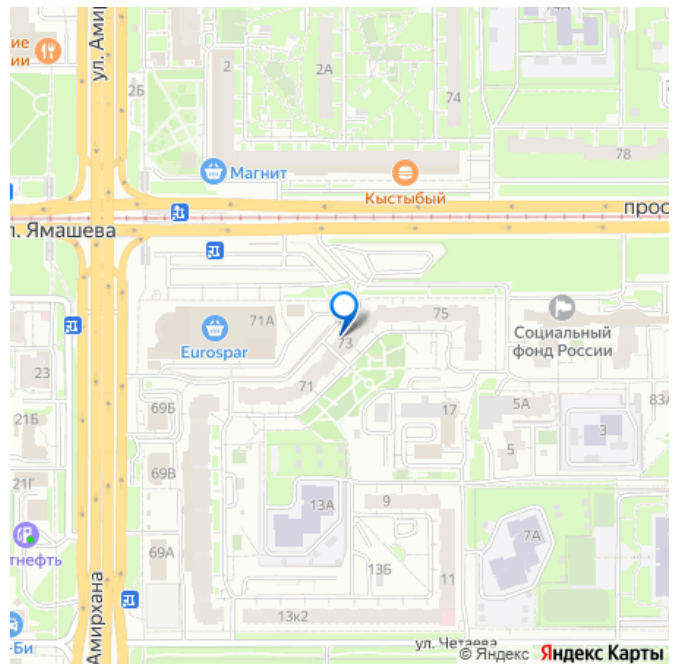 ул. Амир
74А
ие
ии
2
2А
2Б
74
78
Магнит
Кыстыбый
прос
л. Ямашева
71А
75
Eurospar
73
Социальный
фонд России
23
71
69Б
17
5А
83А
21Б
3
5
69В
21Г
13А
9
7А
тнефть
69А
13Б
11
Амирхана
13к2
-Би
ул. Четаева
© Яндекс Яндекс Карты